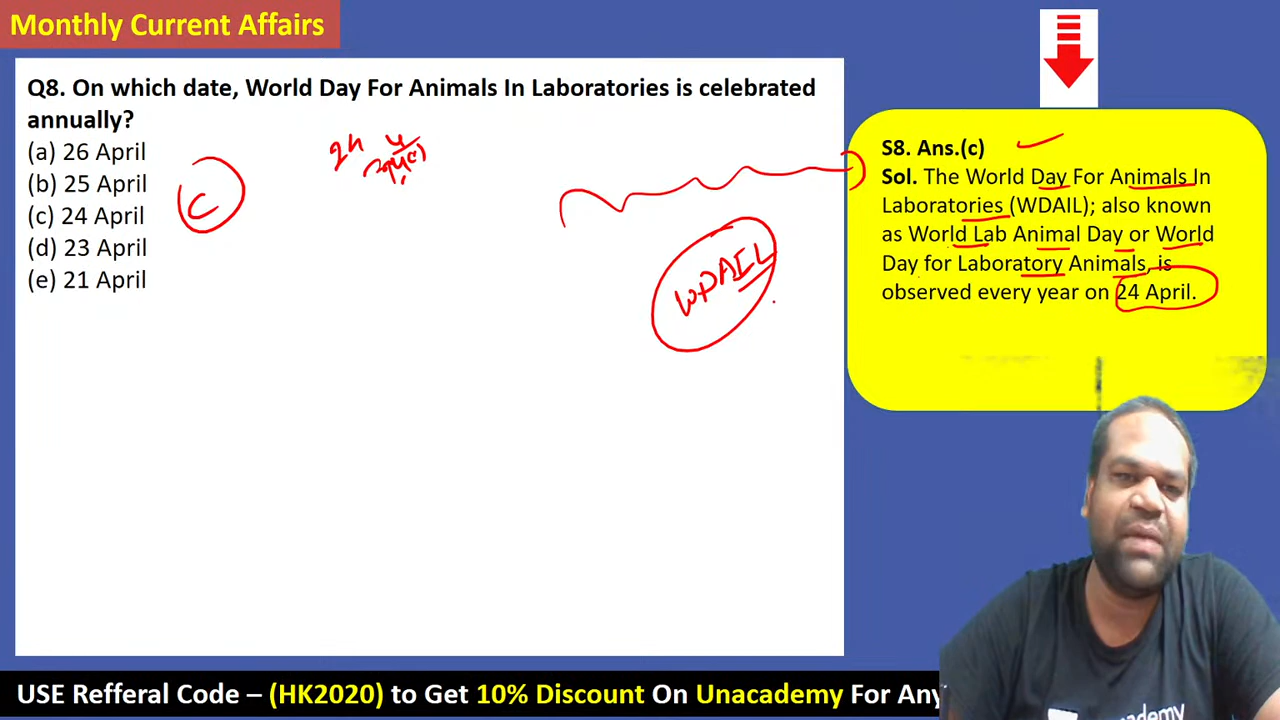 Monthly Current Affairs
Q8. On which date, World Day For Animals In Laboratories is celebrated
annually?
(a) 26 April
(b) 25 April
(c) 24 April
(d) 23 April
(e) 21 April
C
24
WDAIL
S8. Ans.(c)
Sol. The World Day For Animals In
Laboratories (WDAIL); also known
as World Lab Animal Day or World
Day for Laboratory Animals, is
observed every year on 24 April.
USE Refferal Code – (HK2020) to Get 10% Discount On Unacademy For Any